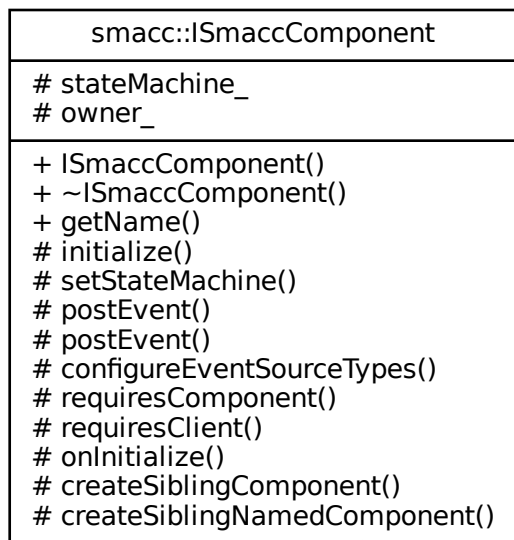 smacc::ISmaccComponent
# stateMachine_
# owner_
+ ISmaccComponent()
+ ~ISmaccComponent()
+ getName()
# initialize()
# setStateMachine()
# postEvent()
# postEvent()
# configureEventSourceTypes()
# requiresComponent()
# requiresClient()
# onInitialize()
# createSiblingComponent()
# createSiblingNamedComponent()